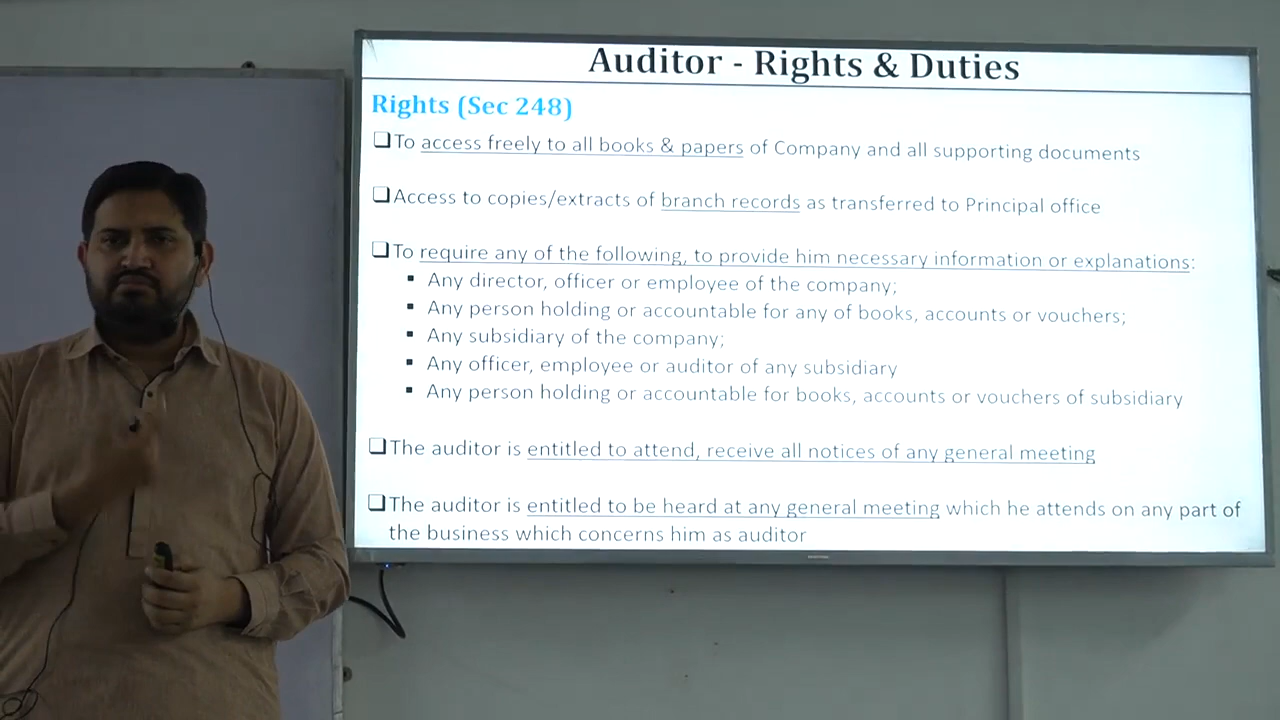 Auditor - Rights & Duties
Rights (Sec 248)
❑To access freely to all books & papers of Company and all supporting documents
❑Access to copies/extracts of branch records as transferred to Principal office
❑To require any of the following, to provide him necessary information or explanations:
▪ Any director, officer or employee of the company;
▪ Any person holding or accountable for any of books, accounts or vouchers;
▪ Any subsidiary of the company;
▪ Any officer, employee or auditor of any subsidiary
▪ Any person holding or accountable for books, accounts or vouchers of subsidiary
❑The auditor is entitled to attend, receive all notices of any general meeting
❑The auditor is entitled to be heard at any general meeting which he attends on any part of
the business which concerns him as auditor